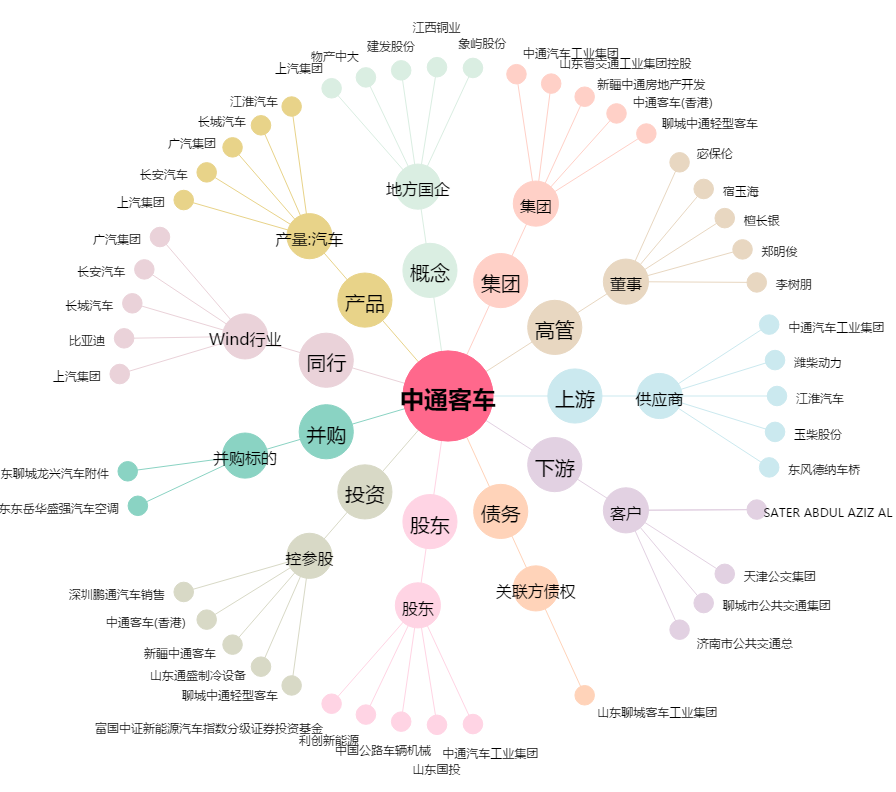 中通客车
概念
地方国企
上汽集团
物产中大
建发股份
江西铜业
象屿股份
集团
集团
中通汽车工业集团
山东省交通工业集团控股
新疆中通房地产开发
中通客车(香港)
聊城中通轻型客车
高管
董事
宓保伦
宿玉海
樘长银
郑明俊
李树朋
上游
供应商
中通汽车工业集团
潍柴动力
江淮汽车
玉柴股份
东风德纳车桥
下游
客户
SATER ABDUL AZIZ AL
天津公交集团
聊城市公共交通集团
济南市公共交通总
债务
关联方债权
山东聊城客车工业集团
股东
股东
中通汽车工业集团
山东国投
中国公路车辆机械
利创新能源
富国中证新能源汽车指数分级证券投资基金
投资
控参股
聊城中通轻型客车
山东通盛制冷设备
新疆中通客车
中通客车(香港)
深圳鹏通汽车销售
并购
并购标的
东东岳华盛强汽车空调
东聊城龙兴汽车附件
同行
Wind行业
上汽集团
比亚迪
长城汽车
长安汽车
广汽集团
产品
产量:汽车
上汽集团
长安汽车
广汽集团
长城汽车
江淮汽车